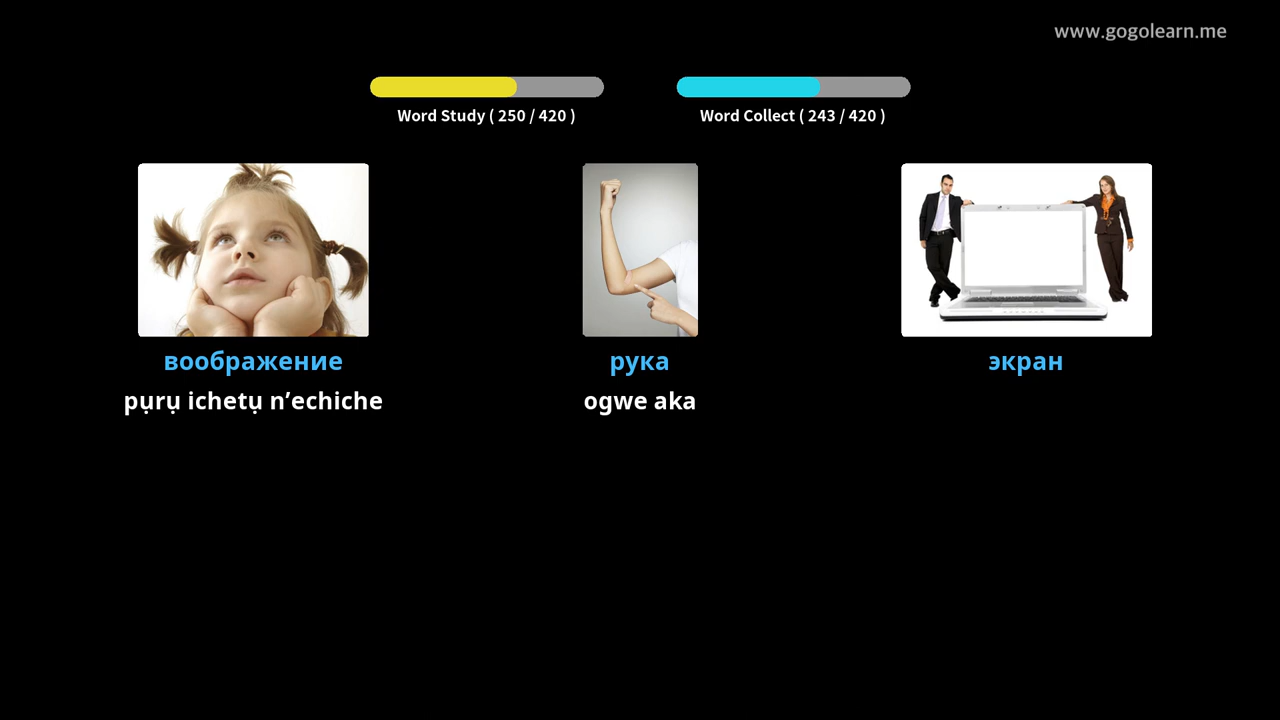 www.gogolearn.me
Word Study ( 250 / 420 )
Word Collect ( 243 / 420 )
воображение
рука
экран
pụrụ ichetụ n’echiche
ogwe aka